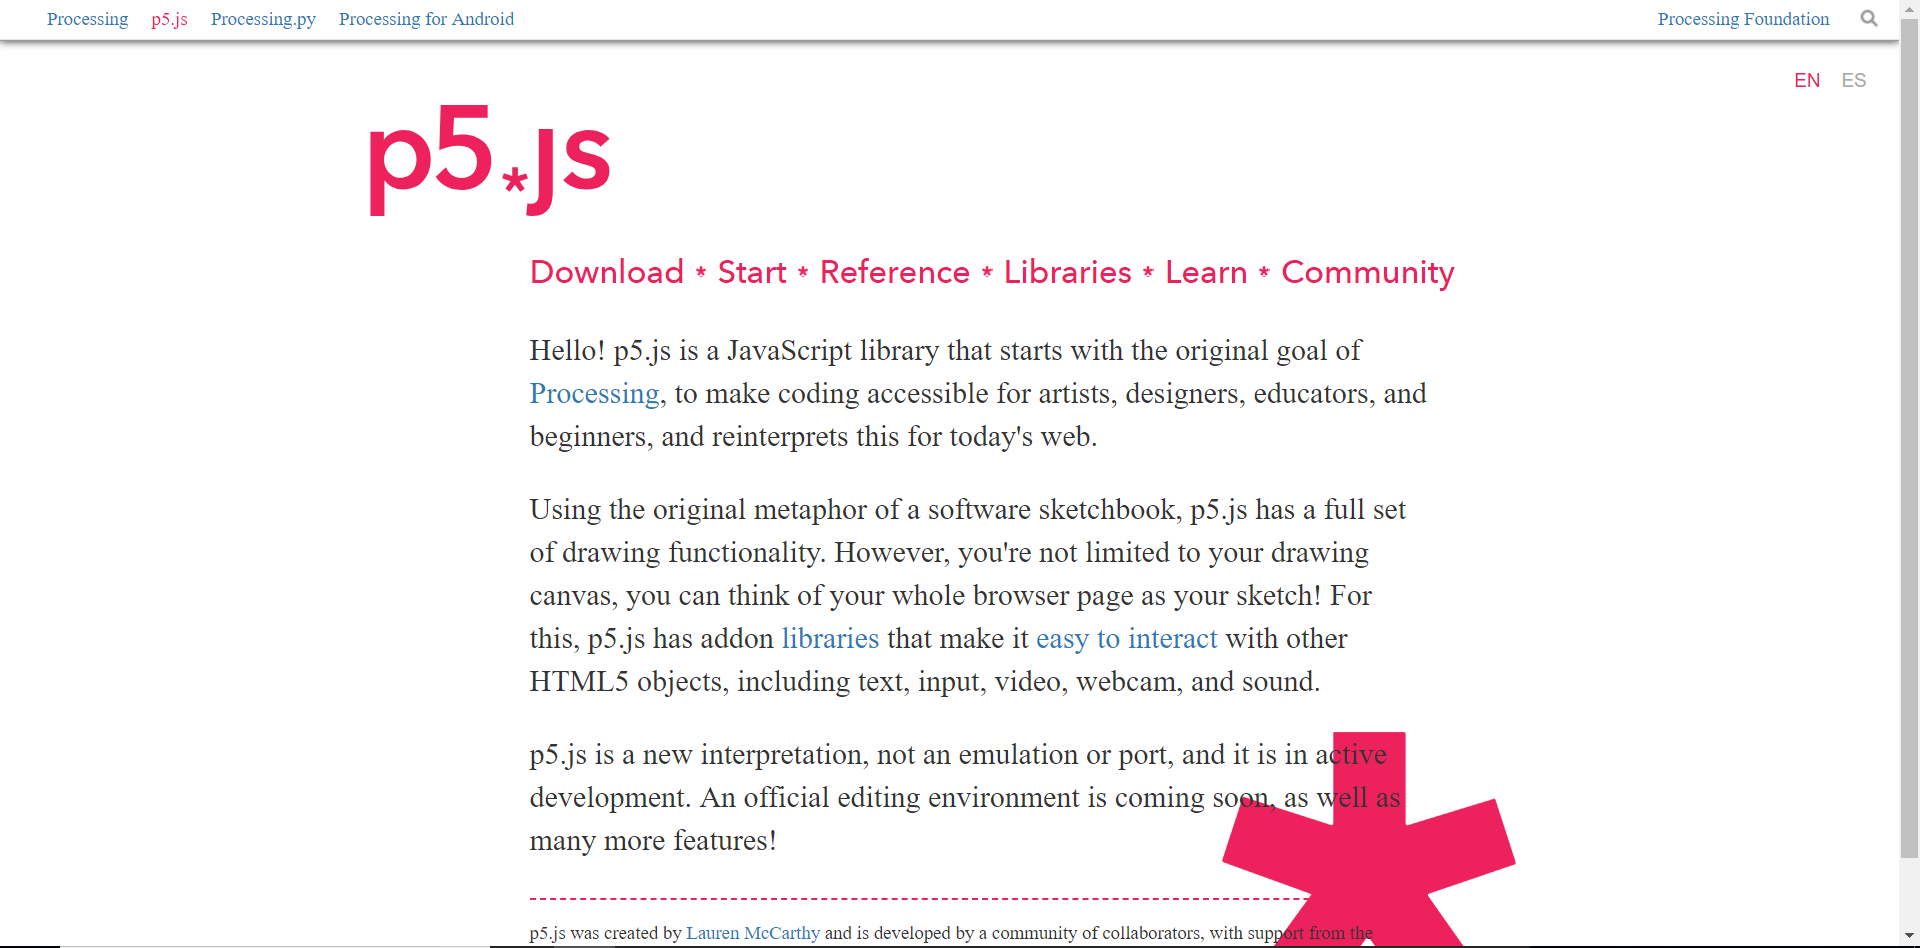 Processing p5.js Processing.py Processing for Android Processing Foundation
EN ES
p5*js
Download * Start * Reference * Libraries * Learn * Community
Hello! p5.js is a JavaScript library that starts with the original goal of
Processing, to make coding accessible for artists, designers, educators, and
beginners, and reinterprets this for today's web.
Using the original metaphor of a software sketchbook, p5.js has a full set
of drawing functionality. However, you're not limited to your drawing
canvas, you can think of your whole browser page as your sketch! For
this, p5.js has addon libraries that make it easy to interact with other
HTML5 objects, including text, input, video, webcam, and sound.
p5.js is a new interpretation, not an emulation or port, and it is in active
development. An official editing environment is coming soon, as well as
many more features!
p5.js was created by Lauren McCarthy and is developed by a community of collaborators, with support from the